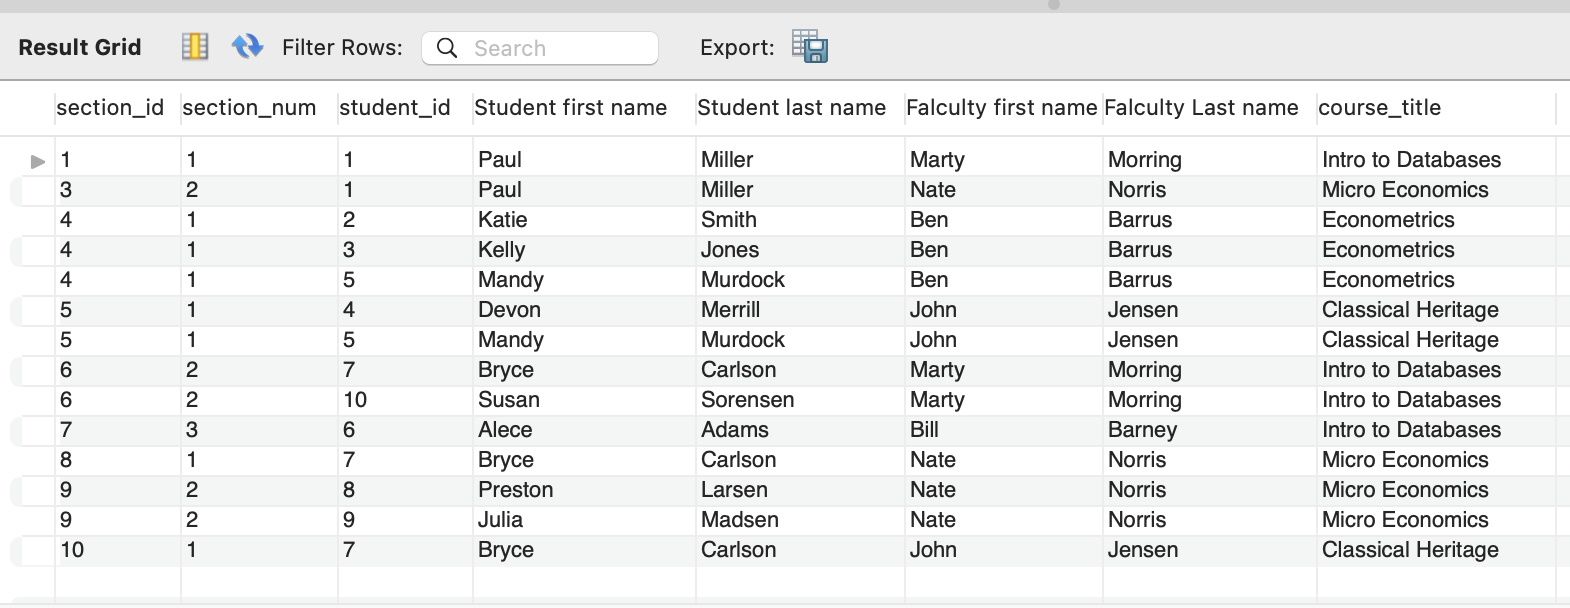 Result Grid Filter Rows: Search Export:
section_id section_num student_id Student first name Student last name Falculty first name Falculty Last name course_title
1 1 1 Paul Miller Marty Morring Intro to Databases
3 2 1 Paul Miller Nate Norris Micro Economics
4 1 2 Katie Smith Ben Barrus Econometrics
4 1 3 Kelly Jones Ben Barrus Econometrics
4 1 5 Mandy Murdock Ben Barrus Econometrics
5 1 4 Devon Merrill John Jensen Classical Heritage
5 1 5 Mandy Murdock John Jensen Classical Heritage
6 2 7 Bryce Carlson Marty Morring Intro to Databases
6 2 10 Susan Sorensen Marty Morring Intro to Databases
7 3 6 Alece Adams Bill Barney Intro to Databases
8 1 7 Bryce Carlson Nate Norris Micro Economics
9 2 8 Preston Larsen Nate Norris Micro Economics
9 2 9 Julia Madsen Nate Norris Micro Economics
10 1 7 Bryce Carlson John Jensen Classical Heritage